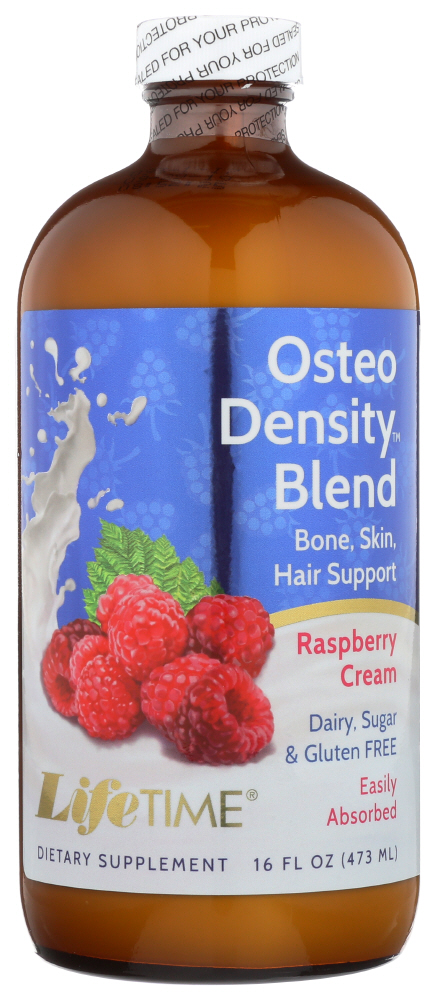 SEALED FOR YOUR PROTECTION
Osteo
Density™
Blend
Bone, Skin,
Hair Support
Raspberry
Cream
Dairy, Sugar
& Gluten FREE
Easily
Absorbed
LifeTIME®
DIETARY SUPPLEMENT 16 FL OZ (473 ML)